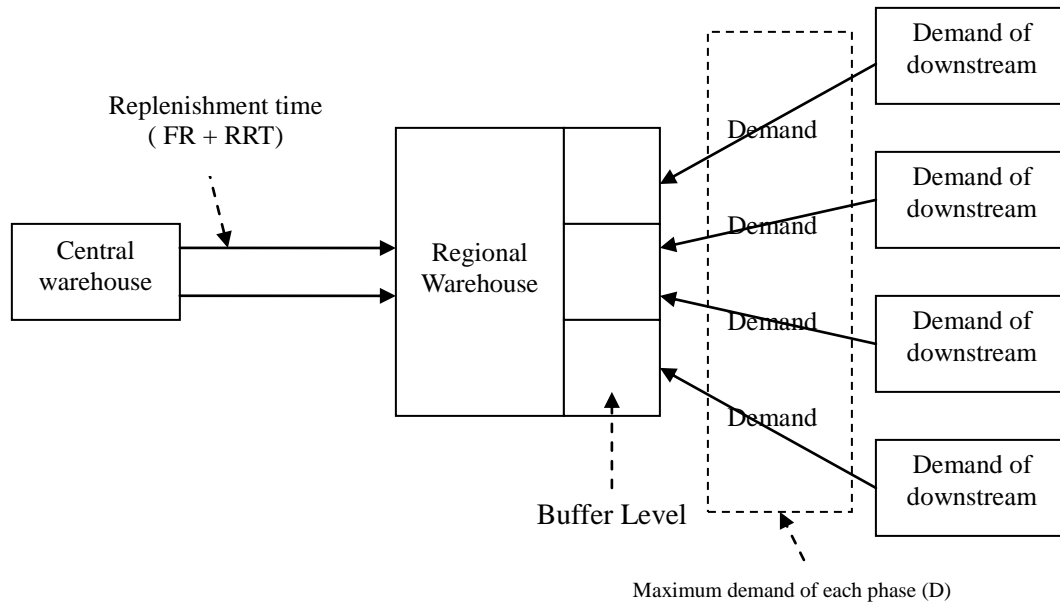 Replenishment time
( FR + RRT)
Central
warehouse
Regional
Warehouse
Buffer Level
Demand
Demand
Demand
Demand
Maximum demand of each phase (D)
Demand of
downstream
Demand of
downstream
Demand of
downstream
Demand of
downstream